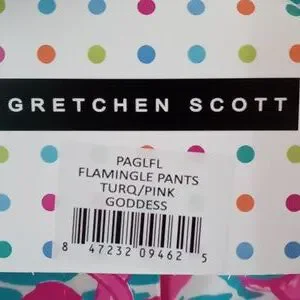 GRETCHEN SCOTT
PAGLFL
FLAMINGLE PANTS
TURQ/PINK
GODDESS
8 47232 09462 5